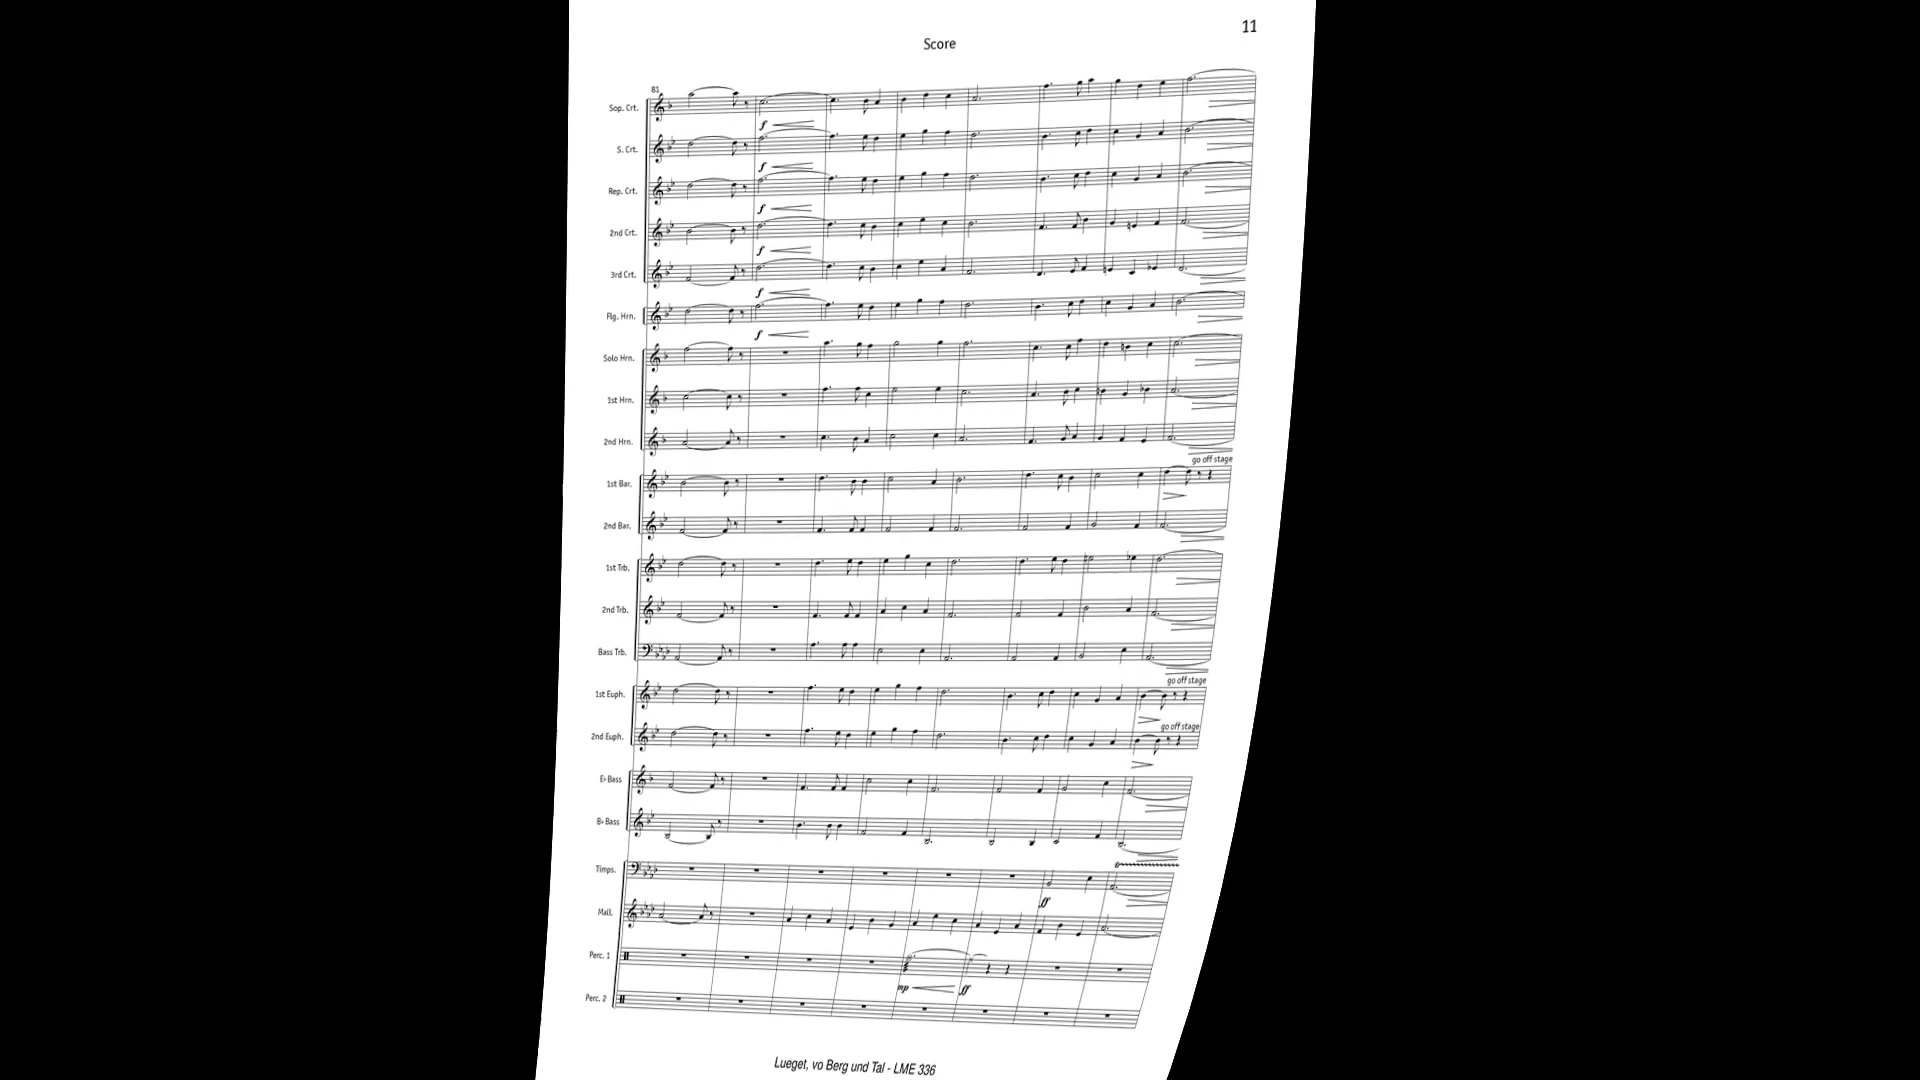 11
Score
81
Sop. Crt.
f
S. Crt.
f
Rep. Crt.
f
2nd Crt.
f
3rd Crt.
f
Flg. Hrn.
f
Solo Hrn.
1st Hrn.
2nd Hrn.
go off stage
1st Bar.
2nd Bar.
1st Trb.
2nd Trb.
Bass Trb.
go off stage
1st Euph.
go off stage
2nd Euph.
E♭ Bass
B♭ Bass
Timps.
ff
Mall.
Perc. 1
mp ff
Perc. 2
Lueget, vo Berg und Tal - LME 336